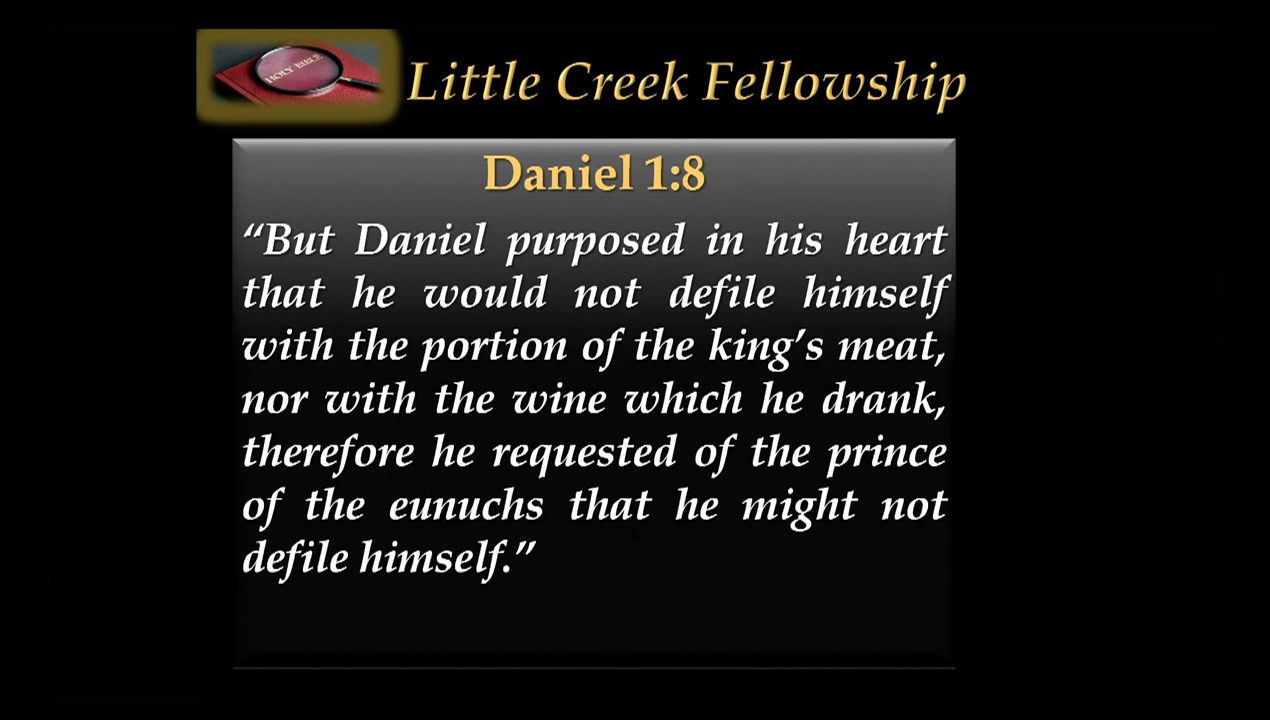 HOLY BIBLE
Little Creek Fellowship
Daniel 1:8
“But Daniel purposed in his heart
that he would not defile himself
with the portion of the king’s meat,
nor with the wine which he drank,
therefore he requested of the prince
of the eunuchs that he might not
defile himself.”